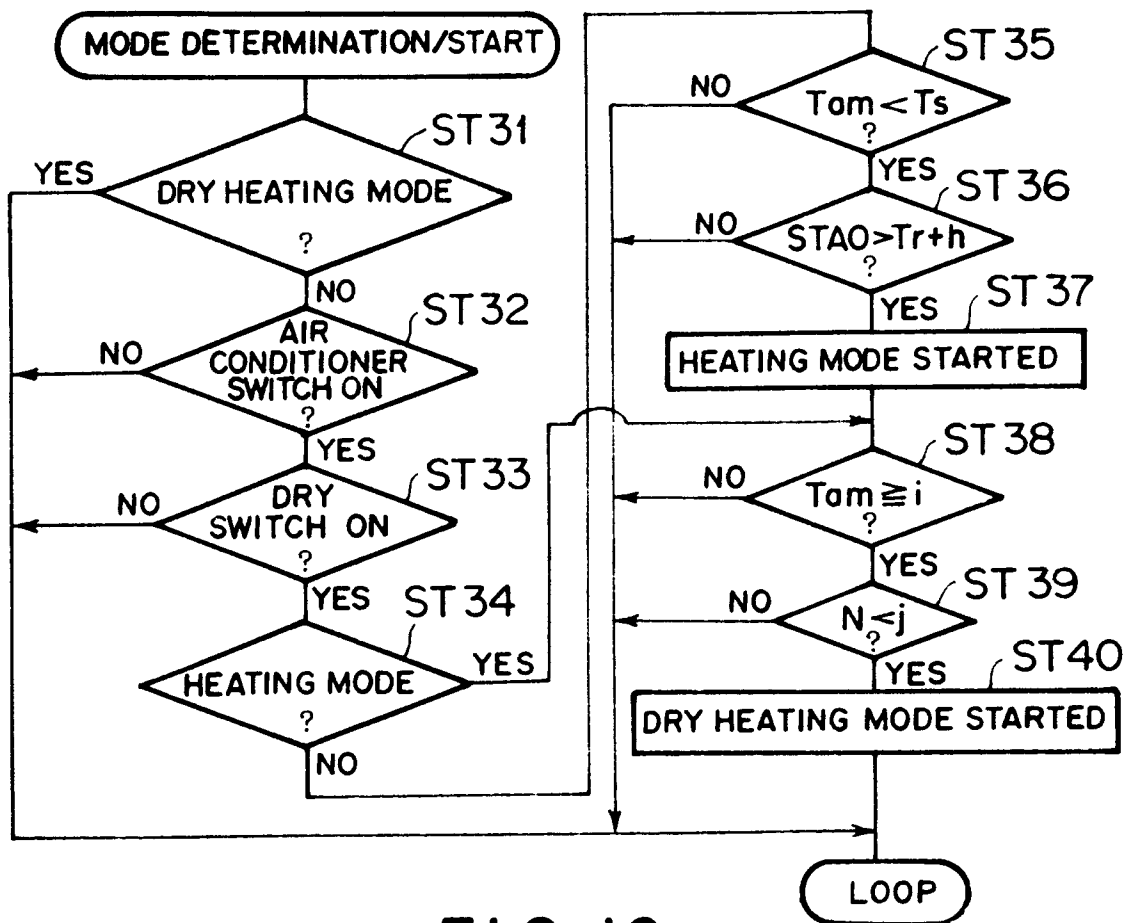 MODE DETERMINATION/START
ST31
YES
DRY HEATING MODE
?
NO
ST32
AIR
CONDITIONER
SWITCH ON
?
NO
YES
ST33
DRY
SWITCH ON
?
NO
YES
ST34
HEATING MODE
?
YES
NO
ST35
Tam<Ts
?
NO
YES
ST36
STAO>Tr+h
?
NO
YES
ST37
HEATING MODE STARTED
ST38
Tam≧i
?
NO
YES
ST39
N<j
?
NO
YES
ST40
DRY HEATING MODE STARTED
LOOP